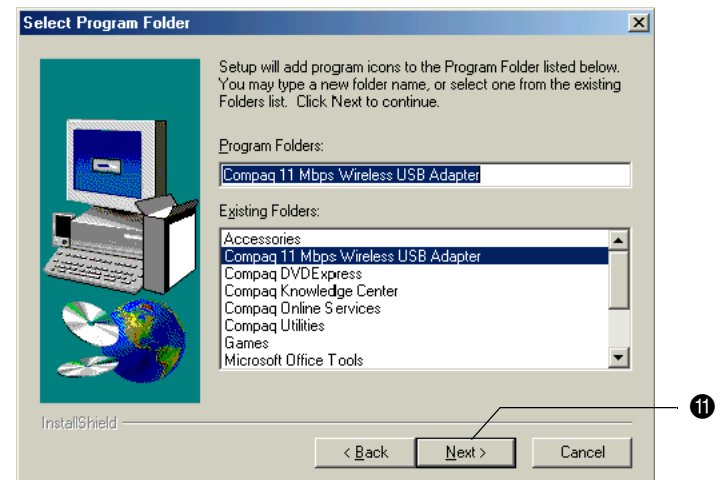 Select Program Folder
Setup will add program icons to the Program Folder listed below.
You may type a new folder name, or select one from the existing
Folders list. Click Next to continue.
Program Folders:
Compaq 11 Mbps Wireless USB Adapter
Existing Folders:
Accessories
Compaq 11 Mbps Wireless USB Adapter
Compaq DVDExpress
Compaq Knowledge Center
Compaq Online Services
Compaq Utilities
Games
Microsoft Office Tools
⓫
InstallShield
< Back
Next >
Cancel